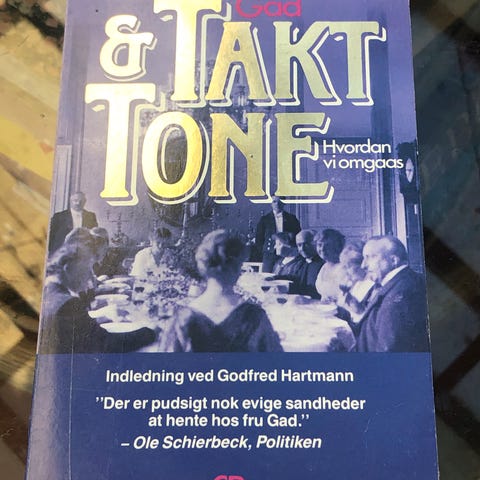 Gad
& TAKT
TONE
Hvordan
vi omgaas
Indledning ved Godfred Hartmann
"Der er pudsigt nok evige sandheder
at hente hos fru Gad."
– Ole Schierbeck, Politiken